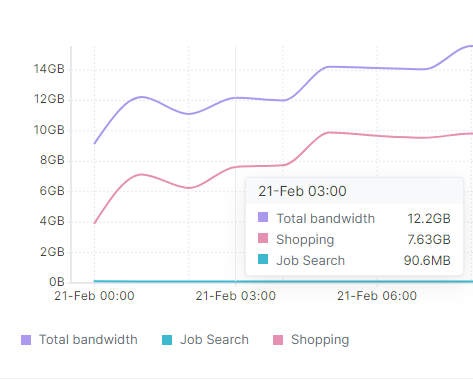 14GB
12GB
10GB
8GB
6GB
4GB
2GB
0B
21-Feb 00:00 21-Feb 03:00 21-Feb 06:00
21-Feb 03:00
Total bandwidth 12.2GB
Shopping 7.63GB
Job Search 90.6MB
Total bandwidth Job Search Shopping